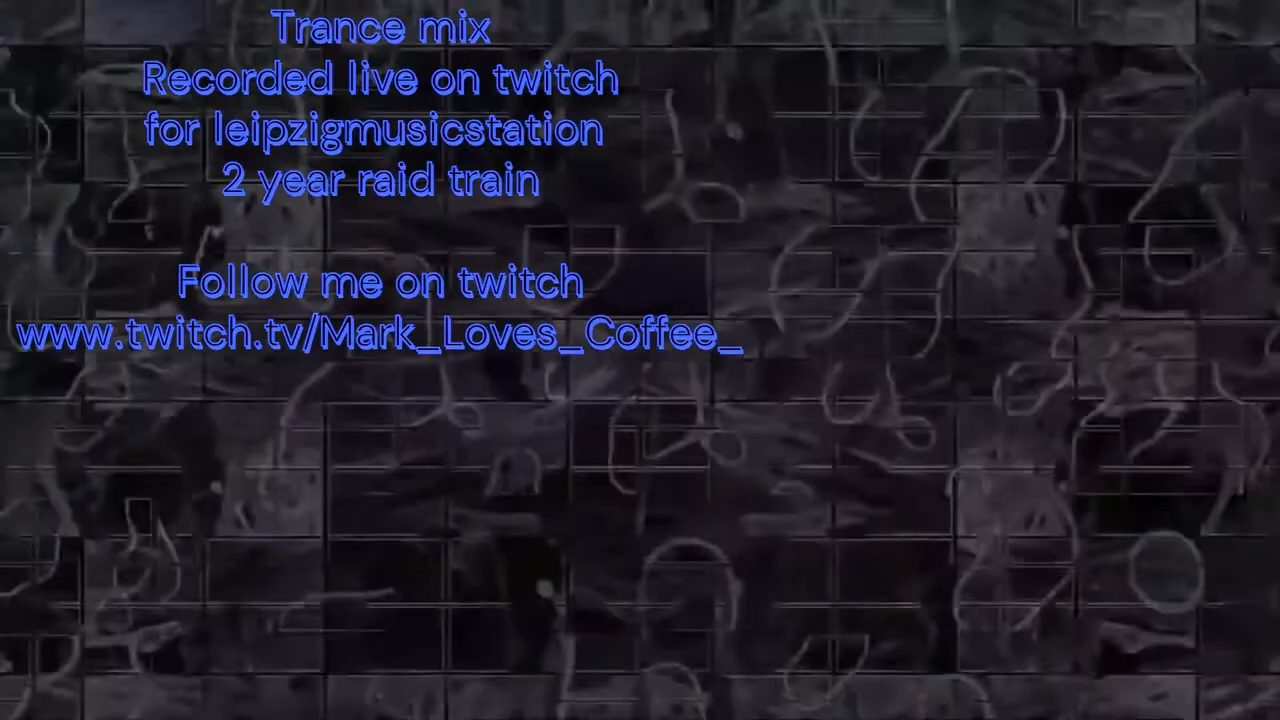 Trance mix
Recorded live on twitch
for leipzigmusicstation
2 year raid train
Follow me on twitch
www.twitch.tv/Mark_Loves_Coffee_